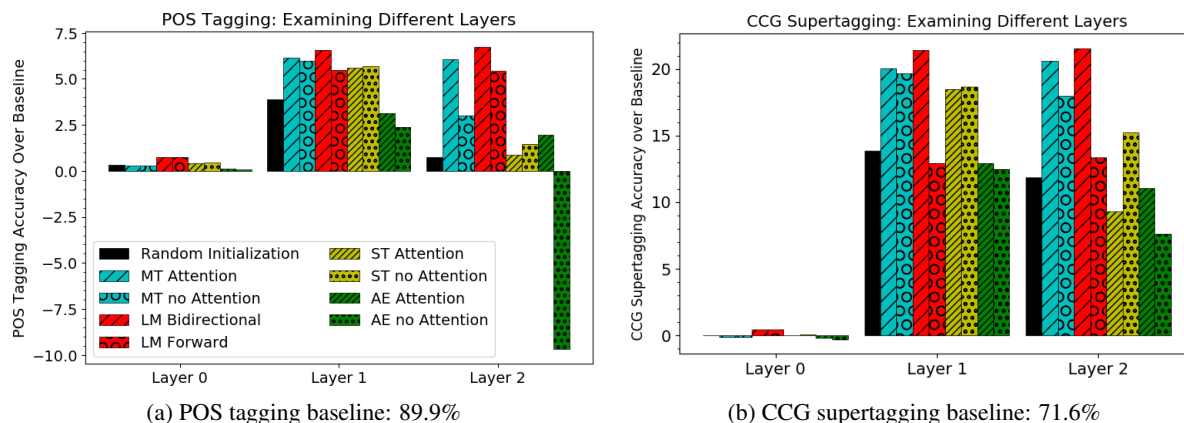 POS Tagging: Examining Different Layers
POS Tagging Accuracy Over Baseline
7.5
5.0
2.5
0.0
−2.5
−5.0
−7.5
−10.0
Random Initialization
MT Attention
MT no Attention
LM Bidirectional
LM Forward
ST Attention
ST no Attention
AE Attention
AE no Attention
Layer 0
Layer 1
Layer 2
(a) POS tagging baseline: 89.9%
CCG Supertagging: Examining Different Layers
CCG Supertagging Accuracy Over Baseline
20
15
10
5
0
Layer 0
Layer 1
Layer 2
(b) CCG supertagging baseline: 71.6%